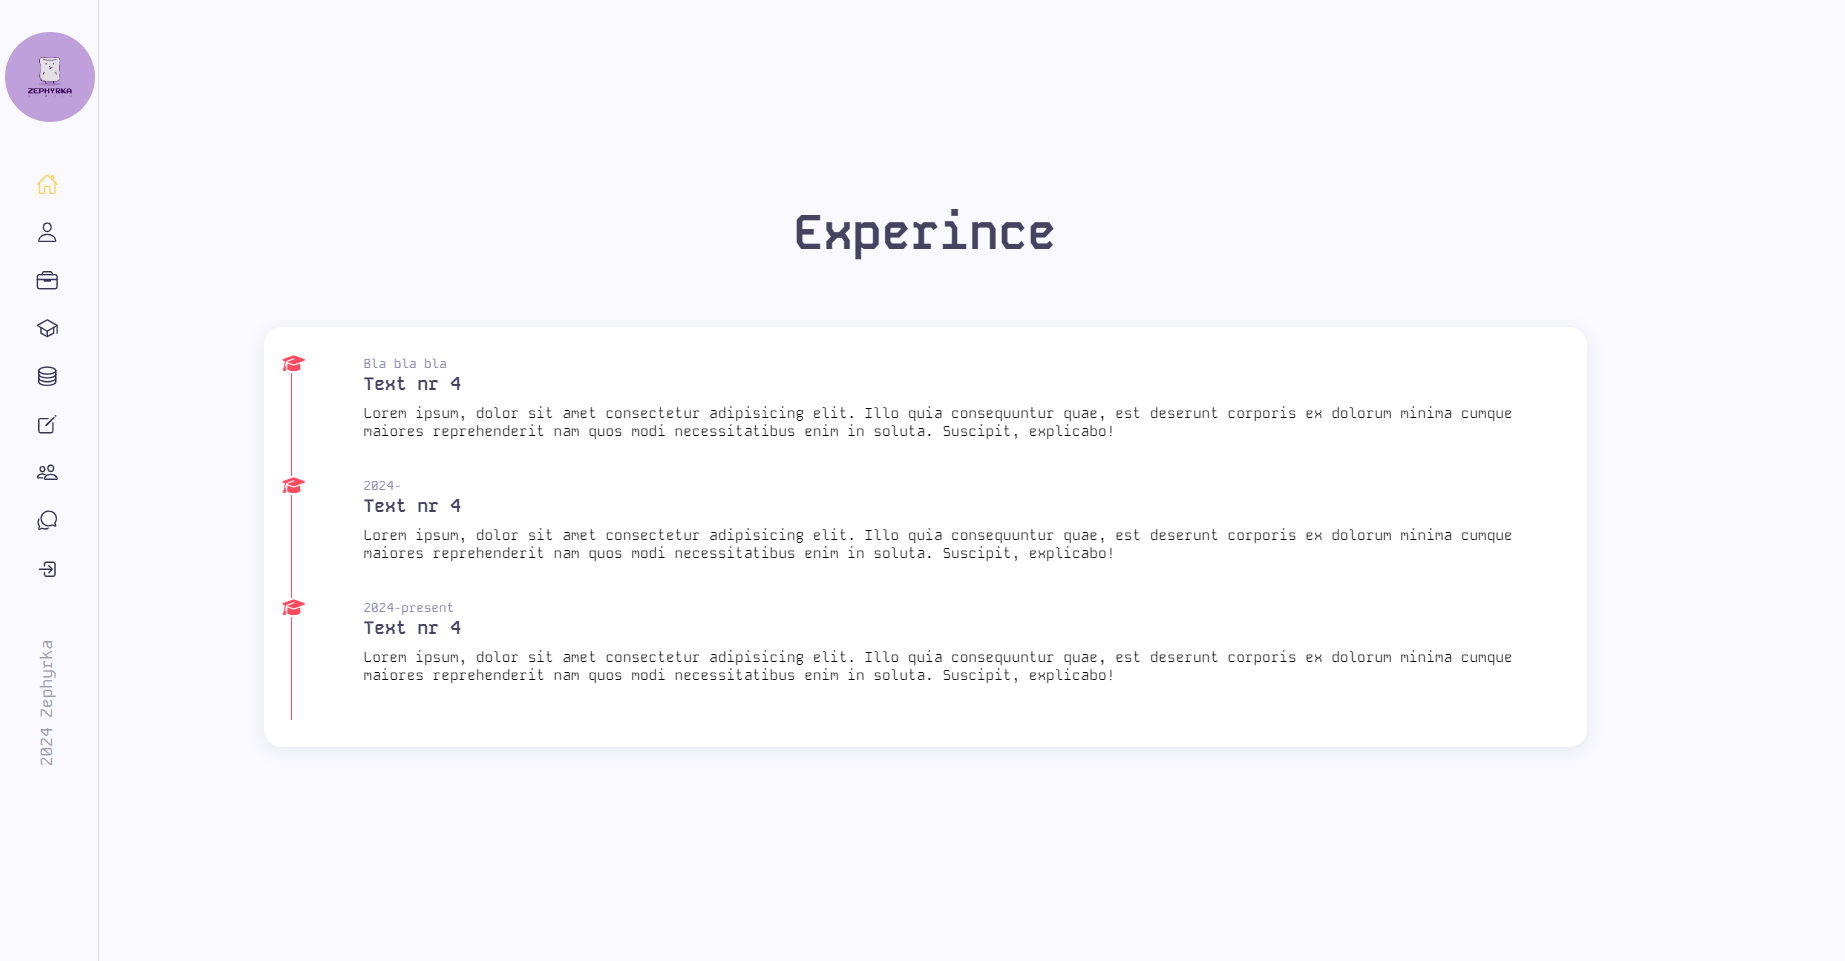 ZEPHYRKA
2024 Zephyrka
Experince
Bla bla bla
Text nr 4
Lorem ipsum, dolor sit amet consectetur adipisicing elit. Illo quia consequuntur quae, est deserunt corporis ex dolorum minima cumque
maiores reprehenderit nam quos modi necessitatibus enim in soluta. Suscipit, explicabo!
2024-
Text nr 4
Lorem ipsum, dolor sit amet consectetur adipisicing elit. Illo quia consequuntur quae, est deserunt corporis ex dolorum minima cumque
maiores reprehenderit nam quos modi necessitatibus enim in soluta. Suscipit, explicabo!
2024-present
Text nr 4
Lorem ipsum, dolor sit amet consectetur adipisicing elit. Illo quia consequuntur quae, est deserunt corporis ex dolorum minima cumque
maiores reprehenderit nam quos modi necessitatibus enim in soluta. Suscipit, explicabo!